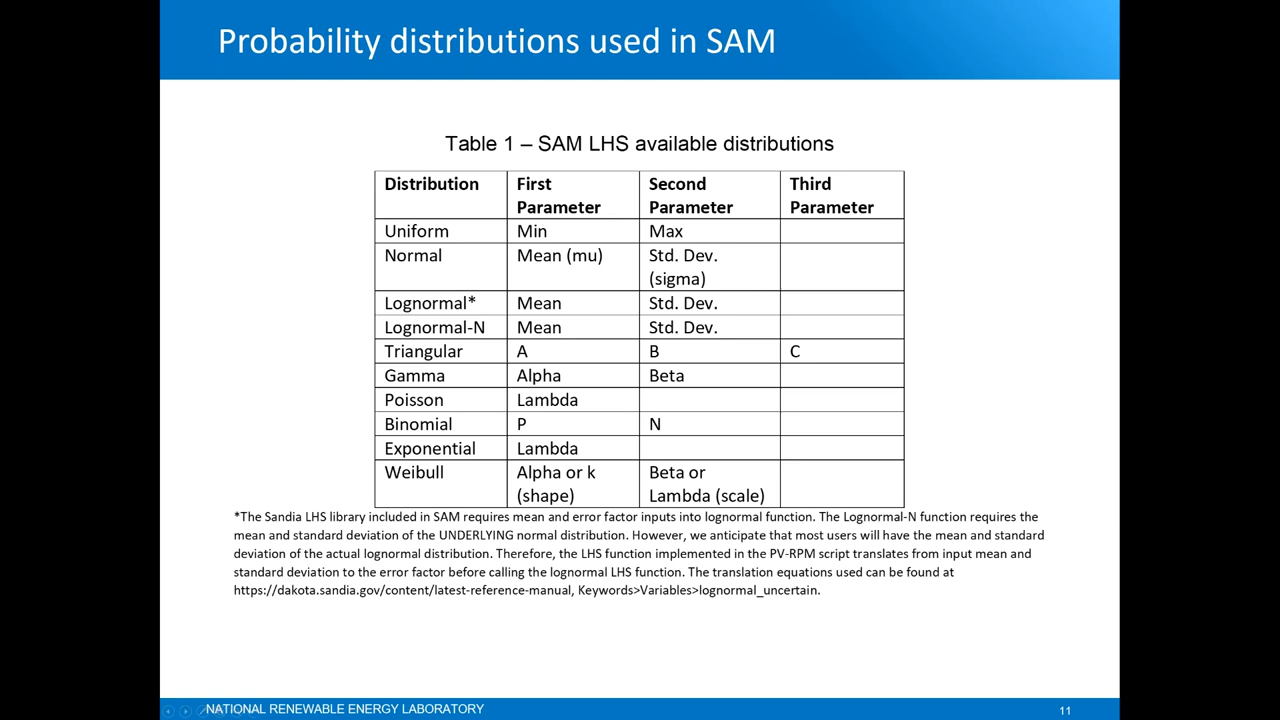 Probability distributions used in SAM
Table 1 – SAM LHS available distributions
Distribution First Parameter Second Parameter Third Parameter
Uniform Min Max
Normal Mean (mu) Std. Dev. (sigma)
Lognormal* Mean Std. Dev.
Lognormal-N Mean Std. Dev.
Triangular A B C
Gamma Alpha Beta
Poisson Lambda
Binomial P N
Exponential Lambda
Weibull Alpha or k (shape) Beta or Lambda (scale)
*The Sandia LHS library included in SAM requires mean and error factor inputs into lognormal function. The Lognormal-N function requires the
mean and standard deviation of the UNDERLYING normal distribution. However, we anticipate that most users will have the mean and standard
deviation of the actual lognormal distribution. Therefore, the LHS function implemented in the PV-RPM script translates from input mean and
standard deviation to the error factor before calling the lognormal LHS function. The translation equations used can be found at
https://dakota.sandia.gov/content/latest-reference-manual, Keywords>Variables>lognormal_uncertain.
NATIONAL RENEWABLE ENERGY LABORATORY
11